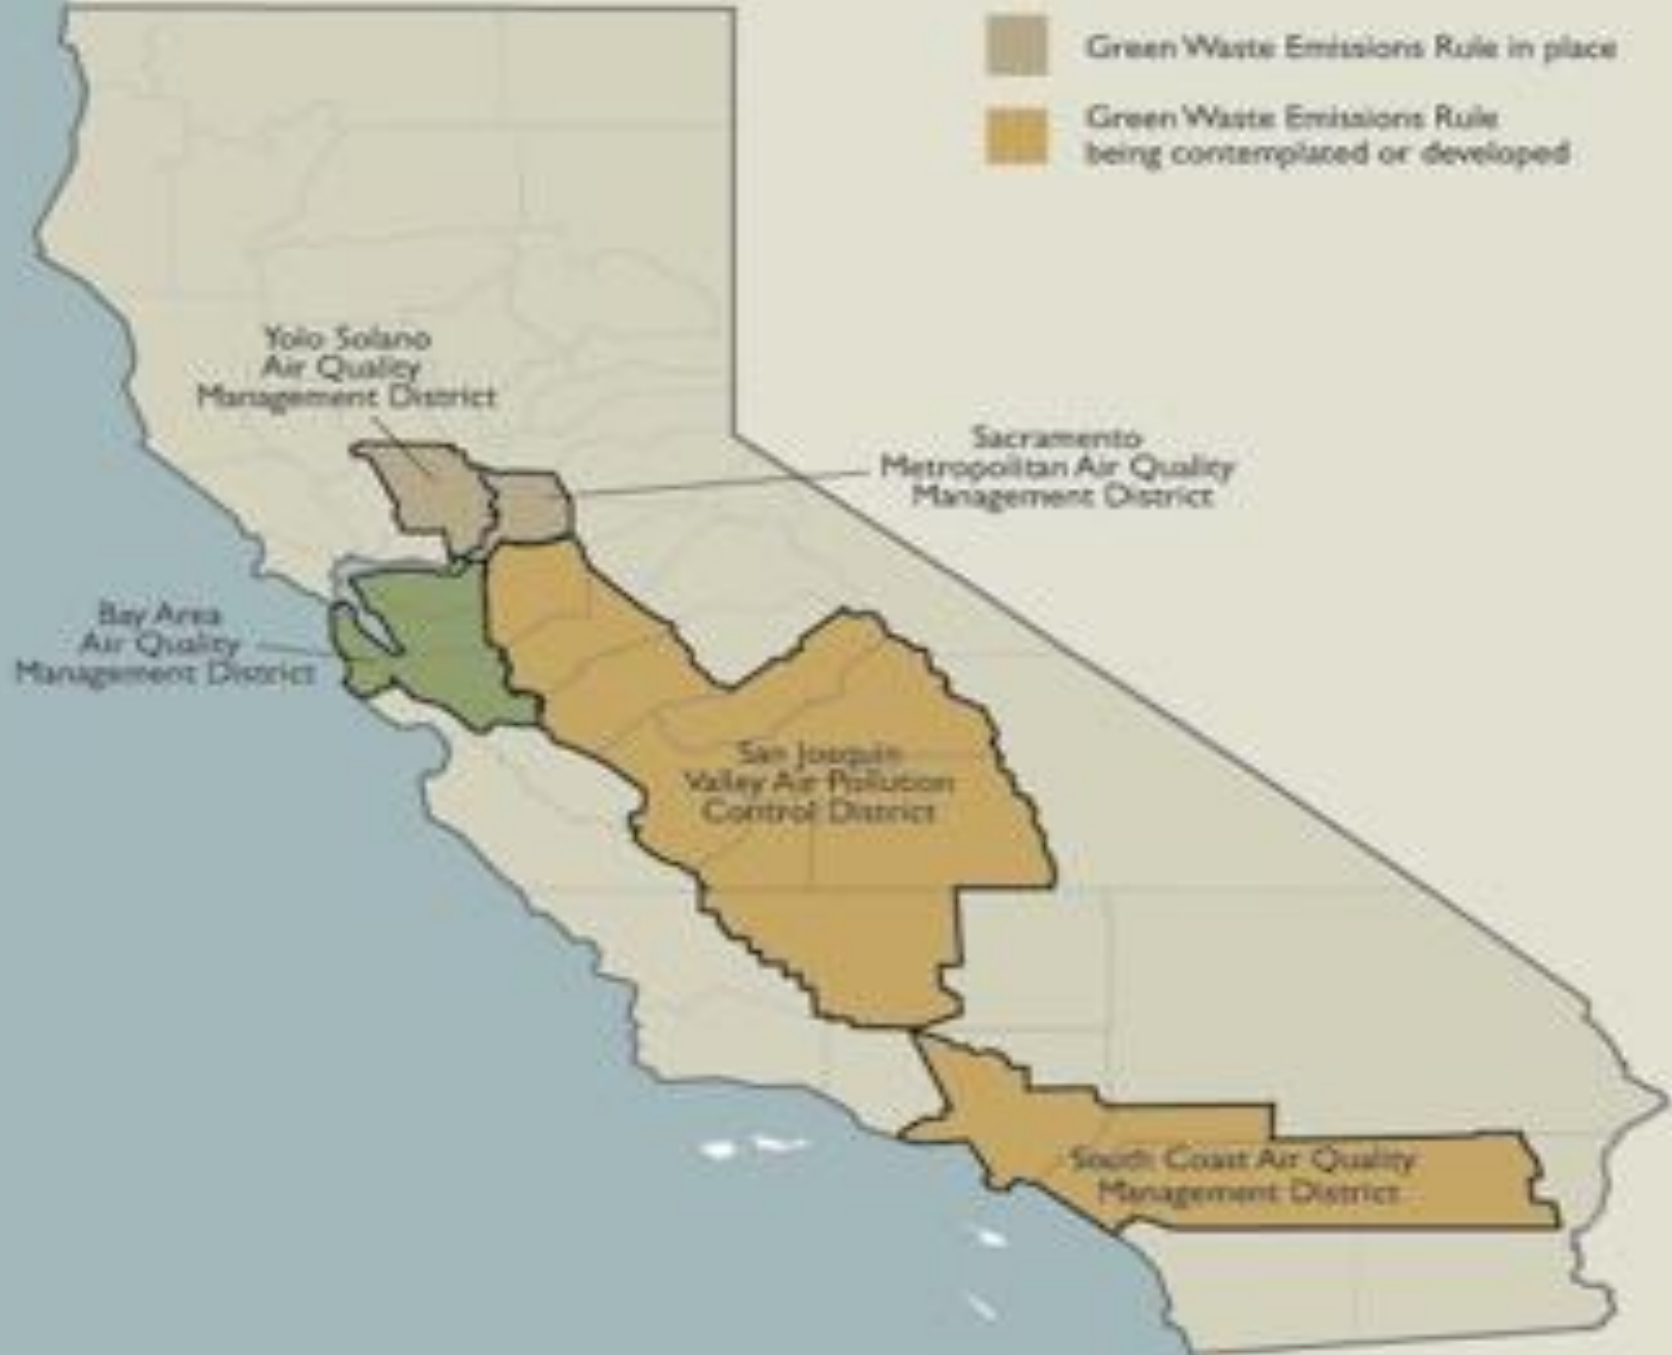 Green Waste Emissions Rule in place
Green Waste Emissions Rule
being contemplated or developed
Yolo Solano
Air Quality
Management District
Sacramento
Metropolitan Air Quality
Management District
Bay Area
Air Quality
Management District
San Joaquin
Valley Air Pollution
Control District
South Coast Air Quality
Management District